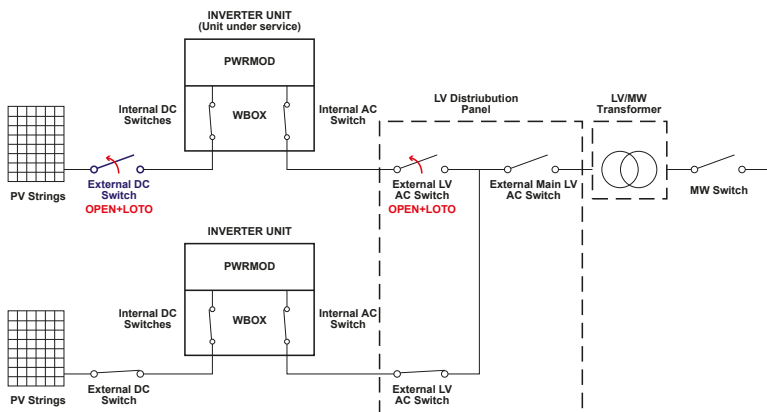 INVERTER UNIT
(Unit under service)
PWRMOD
Internal DC
Switches
WBOX
Internal AC
Switch
LV Distriubution
Panel
LV/MW
Transformer
PV Strings
External DC
Switch
OPEN+LOTO
External LV
AC Switch
OPEN+LOTO
External Main LV
AC Switch
MW Switch
INVERTER UNIT
PWRMOD
Internal DC
Switches
WBOX
Internal AC
Switch
PV Strings
External DC
Switch
External LV
AC Switch